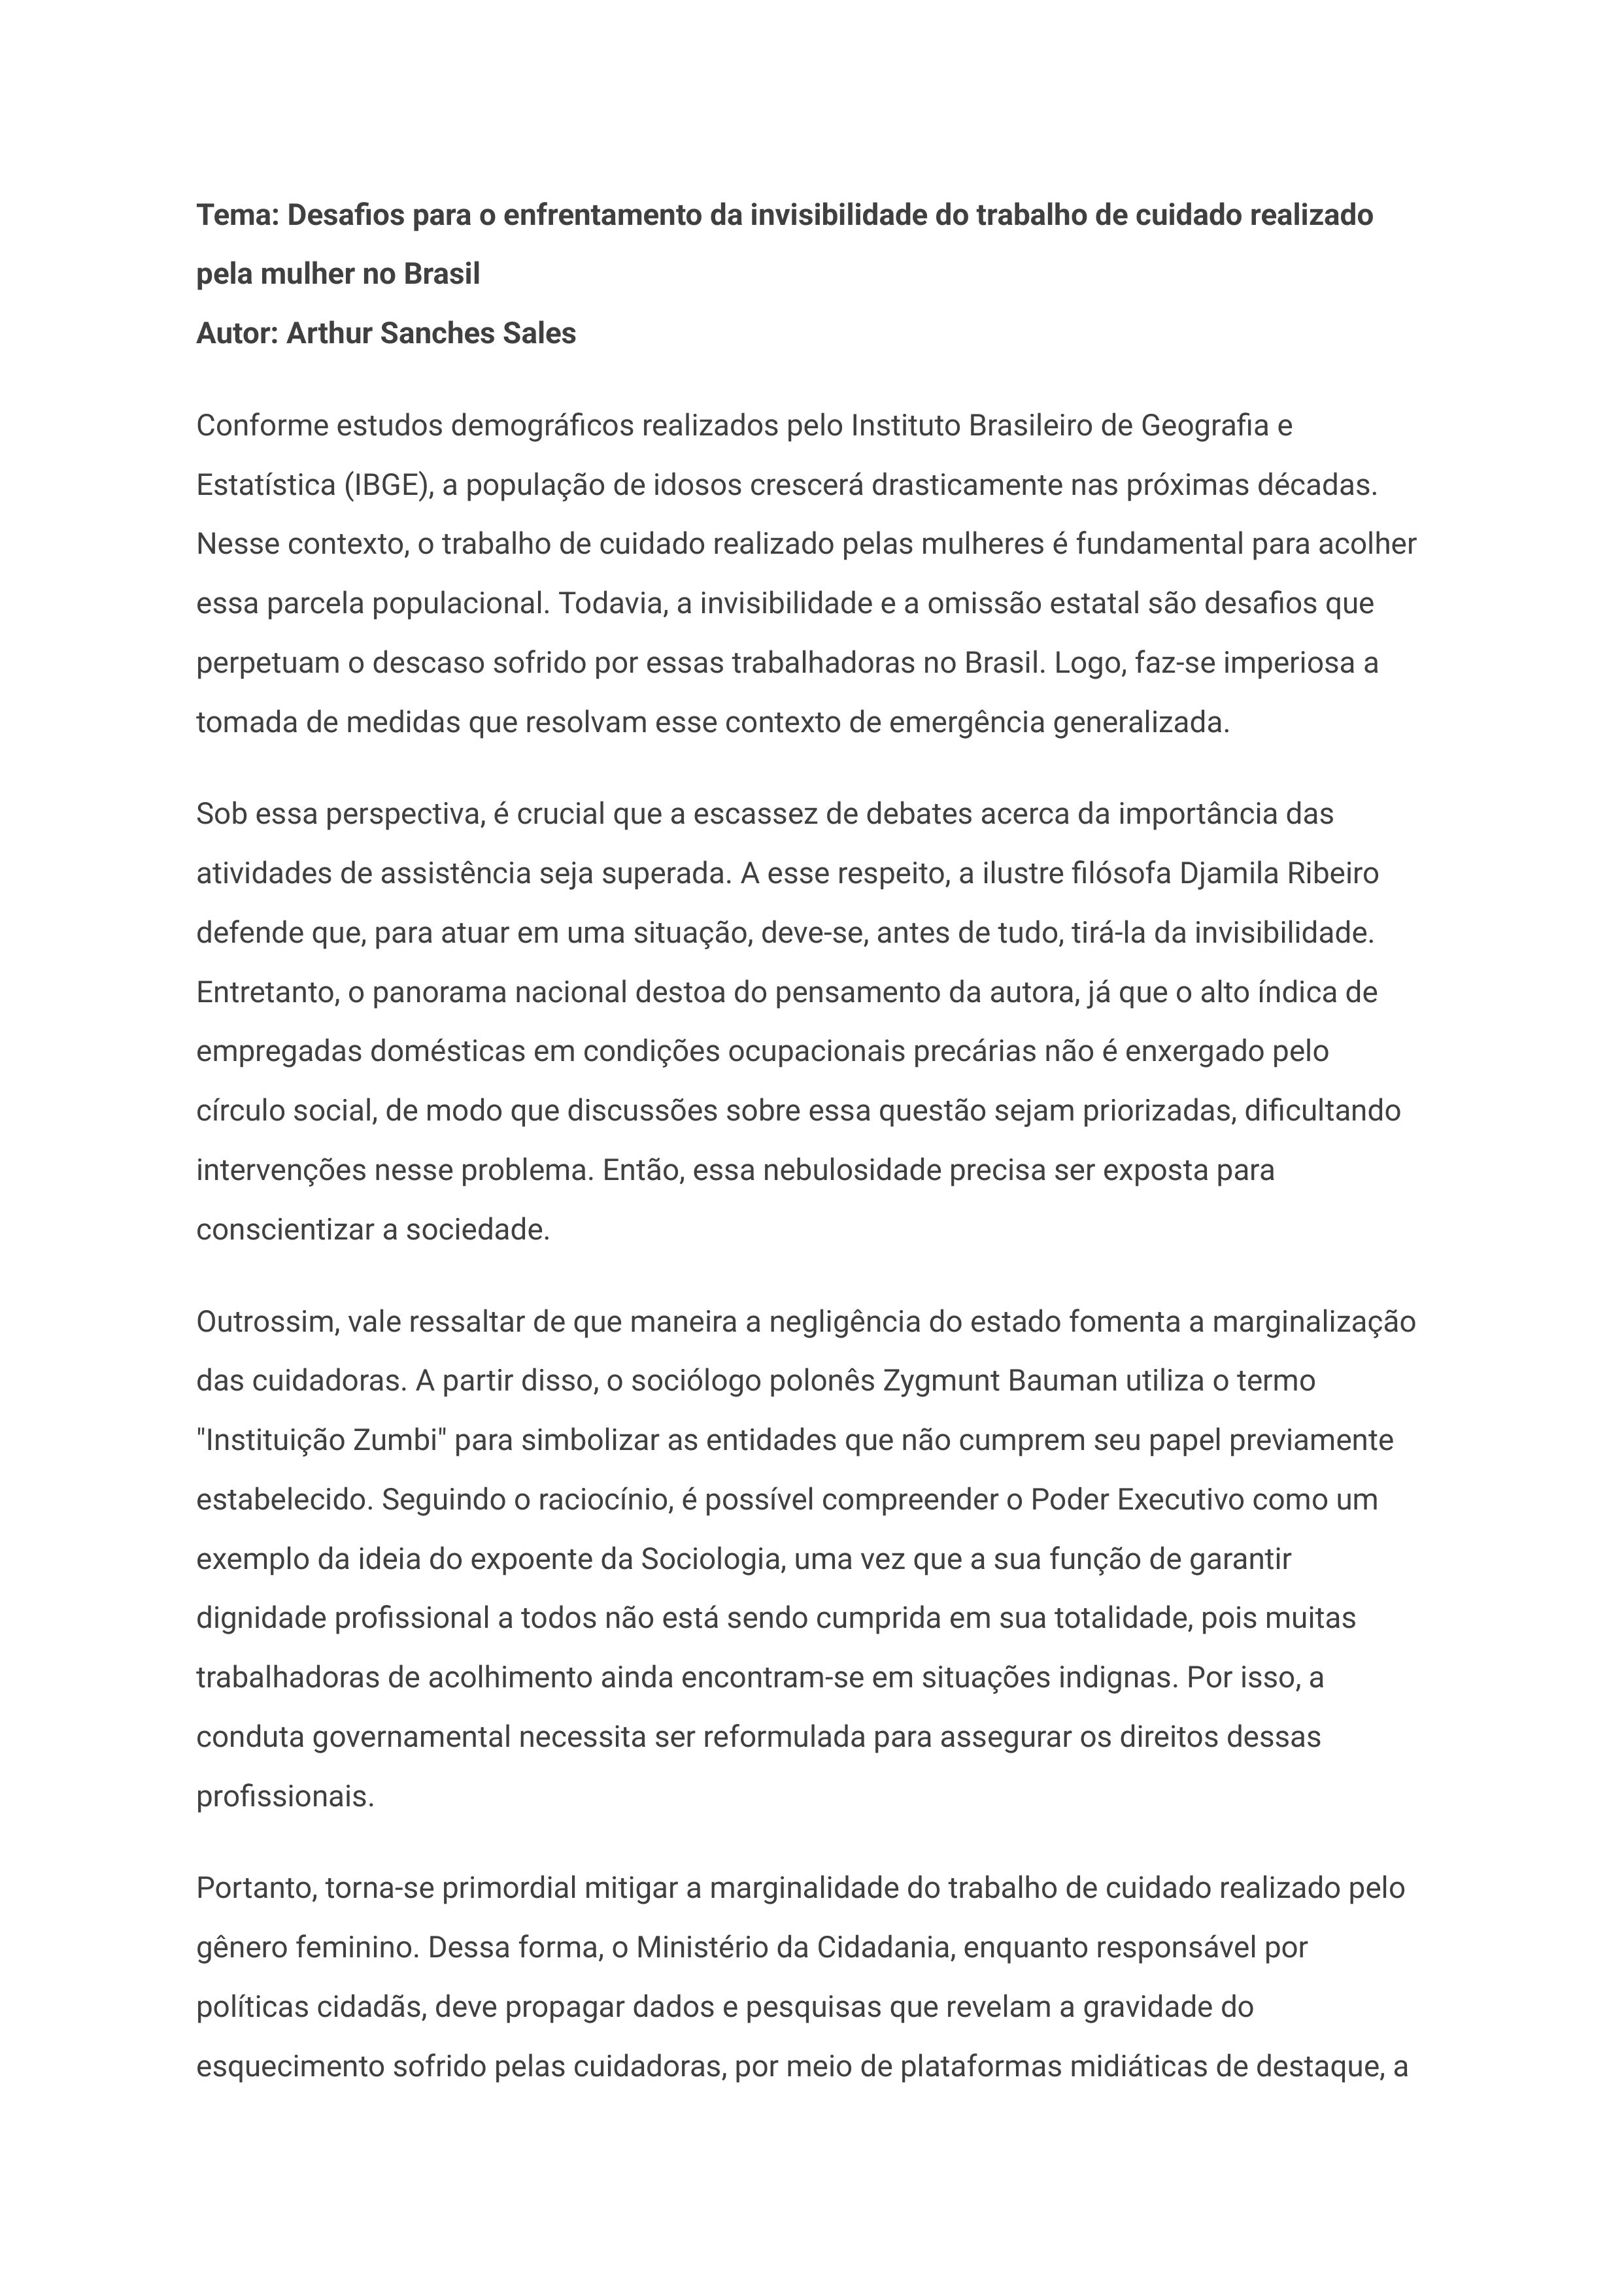 Tema: Desafios para o enfrentamento da invisibilidade do trabalho de cuidado realizado
pela mulher no Brasil
Autor: Arthur Sanches Sales
Conforme estudos demográficos realizados pelo Instituto Brasileiro de Geografia e
Estatística (IBGE), a população de idosos crescerá drasticamente nas próximas décadas.
Nesse contexto, o trabalho de cuidado realizado pelas mulheres é fundamental para acolher
essa parcela populacional. Todavia, a invisibilidade e a omissão estatal são desafios que
perpetuam o descaso sofrido por essas trabalhadoras no Brasil. Logo, faz-se imperiosa a
tomada de medidas que resolvam esse contexto de emergência generalizada.
Sob essa perspectiva, é crucial que a escassez de debates acerca da importância das
atividades de assistência seja superada. A esse respeito, a ilustre filósofa Djamila Ribeiro
defende que, para atuar em uma situação, deve-se, antes de tudo, tirá-la da invisibilidade.
Entretanto, o panorama nacional destoa do pensamento da autora, já que o alto índica de
empregadas domésticas em condições ocupacionais precárias não é enxergado pelo
círculo social, de modo que discussões sobre essa questão sejam priorizadas, dificultando
intervenções nesse problema. Então, essa nebulosidade precisa ser exposta para
conscientizar a sociedade.
Outrossim, vale ressaltar de que maneira a negligência do estado fomenta a marginalização
das cuidadoras. A partir disso, o sociólogo polonês Zygmunt Bauman utiliza o termo
"Instituição Zumbi" para simbolizar as entidades que não cumprem seu papel previamente
estabelecido. Seguindo o raciocínio, é possível compreender o Poder Executivo como um
exemplo da ideia do expoente da Sociologia, uma vez que a sua função de garantir
dignidade profissional a todos não está sendo cumprida em sua totalidade, pois muitas
trabalhadoras de acolhimento ainda encontram-se em situações indignas. Por isso, a
conduta governamental necessita ser reformulada para assegurar os direitos dessas
profissionais.
Portanto, torna-se primordial mitigar a marginalidade do trabalho de cuidado realizado pelo
gênero feminino. Dessa forma, o Ministério da Cidadania, enquanto responsável por
políticas cidadãs, deve propagar dados e pesquisas que revelam a gravidade do
esquecimento sofrido pelas cuidadoras, por meio de plataformas midiáticas de destaque, a